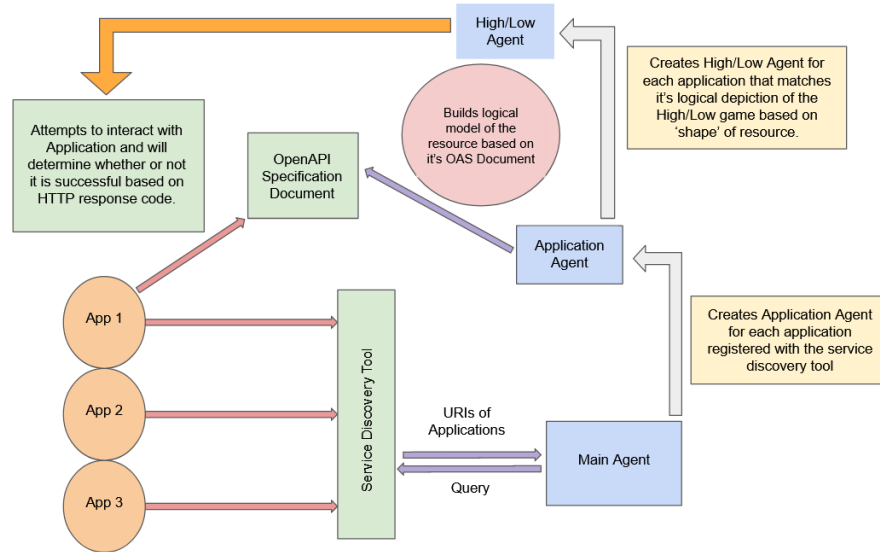 High/Low
Agent
Creates High/Low Agent for
each application that matches
it's logical depiction of the
High/Low game based on
'shape' of resource.
Builds logical
model of the
resource based on
it's OAS Document
Attempts to interact with
Application and will
determine whether or not
it is successful based on
HTTP response code.
OpenAPI
Specification
Document
Application
Agent
App 1
App 2
App 3
Service Discovery Tool
Creates Application Agent
for each application
registered with the service
discovery tool
URIs of
Applications
Query
Main Agent